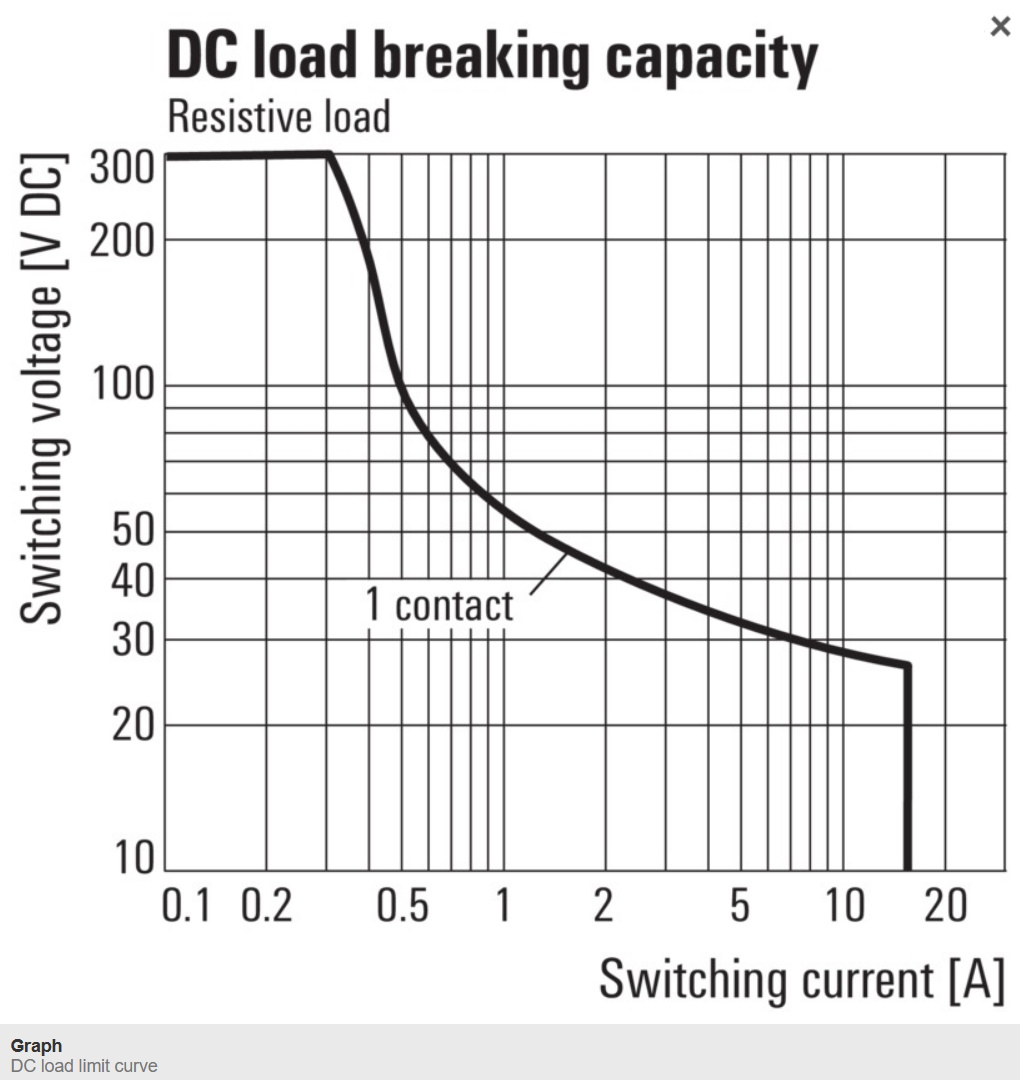 ×
DC load breaking capacity
Resistive load
Switching voltage [V DC]
300
200
100
50
40
30
20
10
1 contact
0.1 0.2 0.5 1 2 5 10 20
Switching current [A]
Graph
DC load limit curve